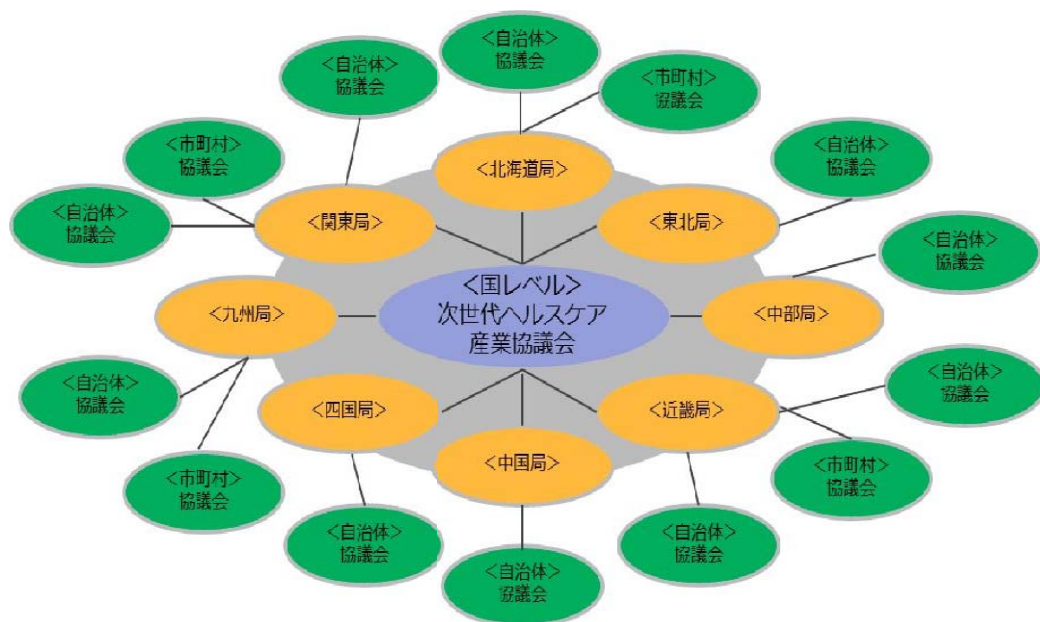 <自治体>
協議会
<自治体>
協議会
<市町村>
協議会
<市町村>
協議会
<自治体>
協議会
<自治体>
協議会
<北海道局>
<関東局>
<東北局>
<自治体>
協議会
<国レベル>
次世代ヘルスケア
産業協議会
<九州局>
<中部局>
<自治体>
協議会
<自治体>
協議会
<四国局>
<近畿局>
<中国局>
<市町村>
協議会
<市町村>
協議会
<自治体>
協議会
<自治体>
協議会
<自治体>
協議会